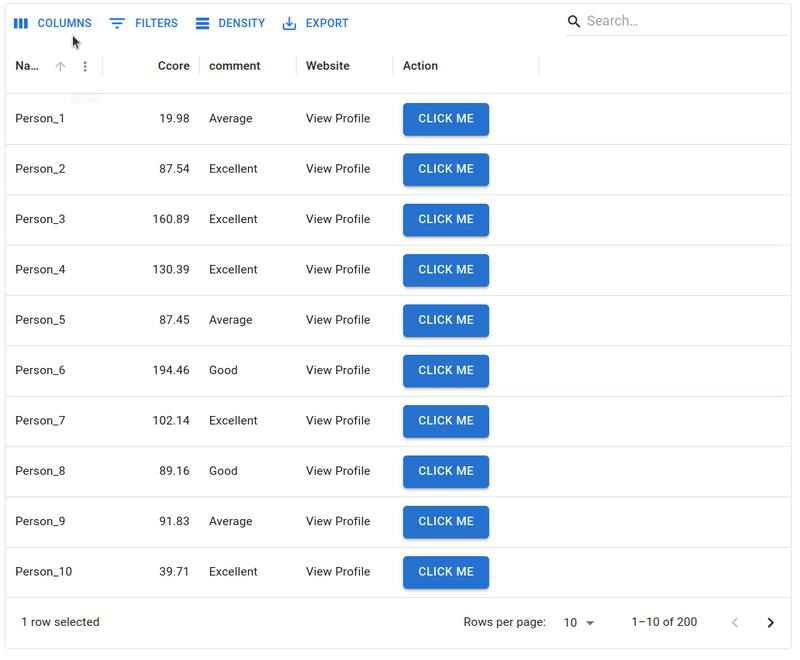 COLUMNS FILTERS DENSITY EXPORT Search…
Na… Ccore comment Website Action
Person_1 19.98 Average View Profile CLICK ME
Person_2 87.54 Excellent View Profile CLICK ME
Person_3 160.89 Excellent View Profile CLICK ME
Person_4 130.39 Excellent View Profile CLICK ME
Person_5 87.45 Average View Profile CLICK ME
Person_6 194.46 Good View Profile CLICK ME
Person_7 102.14 Excellent View Profile CLICK ME
Person_8 89.16 Good View Profile CLICK ME
Person_9 91.83 Average View Profile CLICK ME
Person_10 39.71 Excellent View Profile CLICK ME
1 row selected Rows per page: 10 1–10 of 200